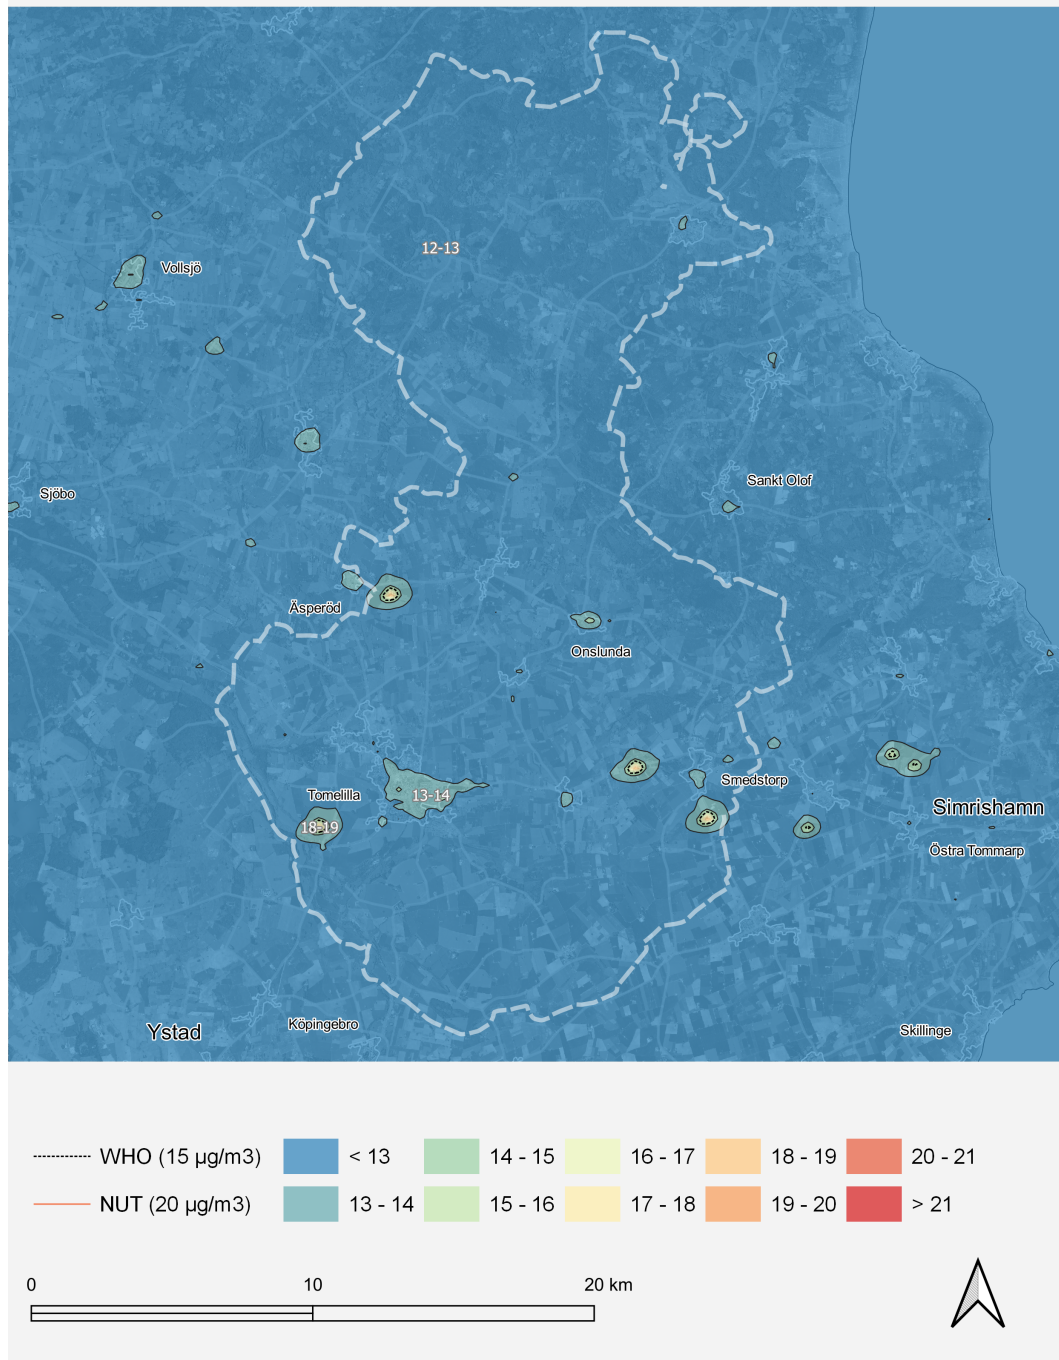 12-13
Vollsjö
Sjöbo
Sankt Olof
Äsperöd
Onslunda
Smedstorp
Tomelilla
13-14
18-19
Simrishamn
Östra Tommarp
Ystad
Köpingebro
Skillinge
WHO (15 µg/m3) < 13 14 - 15 16 - 17 18 - 19 20 - 21
NUT (20 µg/m3) 13 - 14 15 - 16 17 - 18 19 - 20 > 21
0 10 20 km